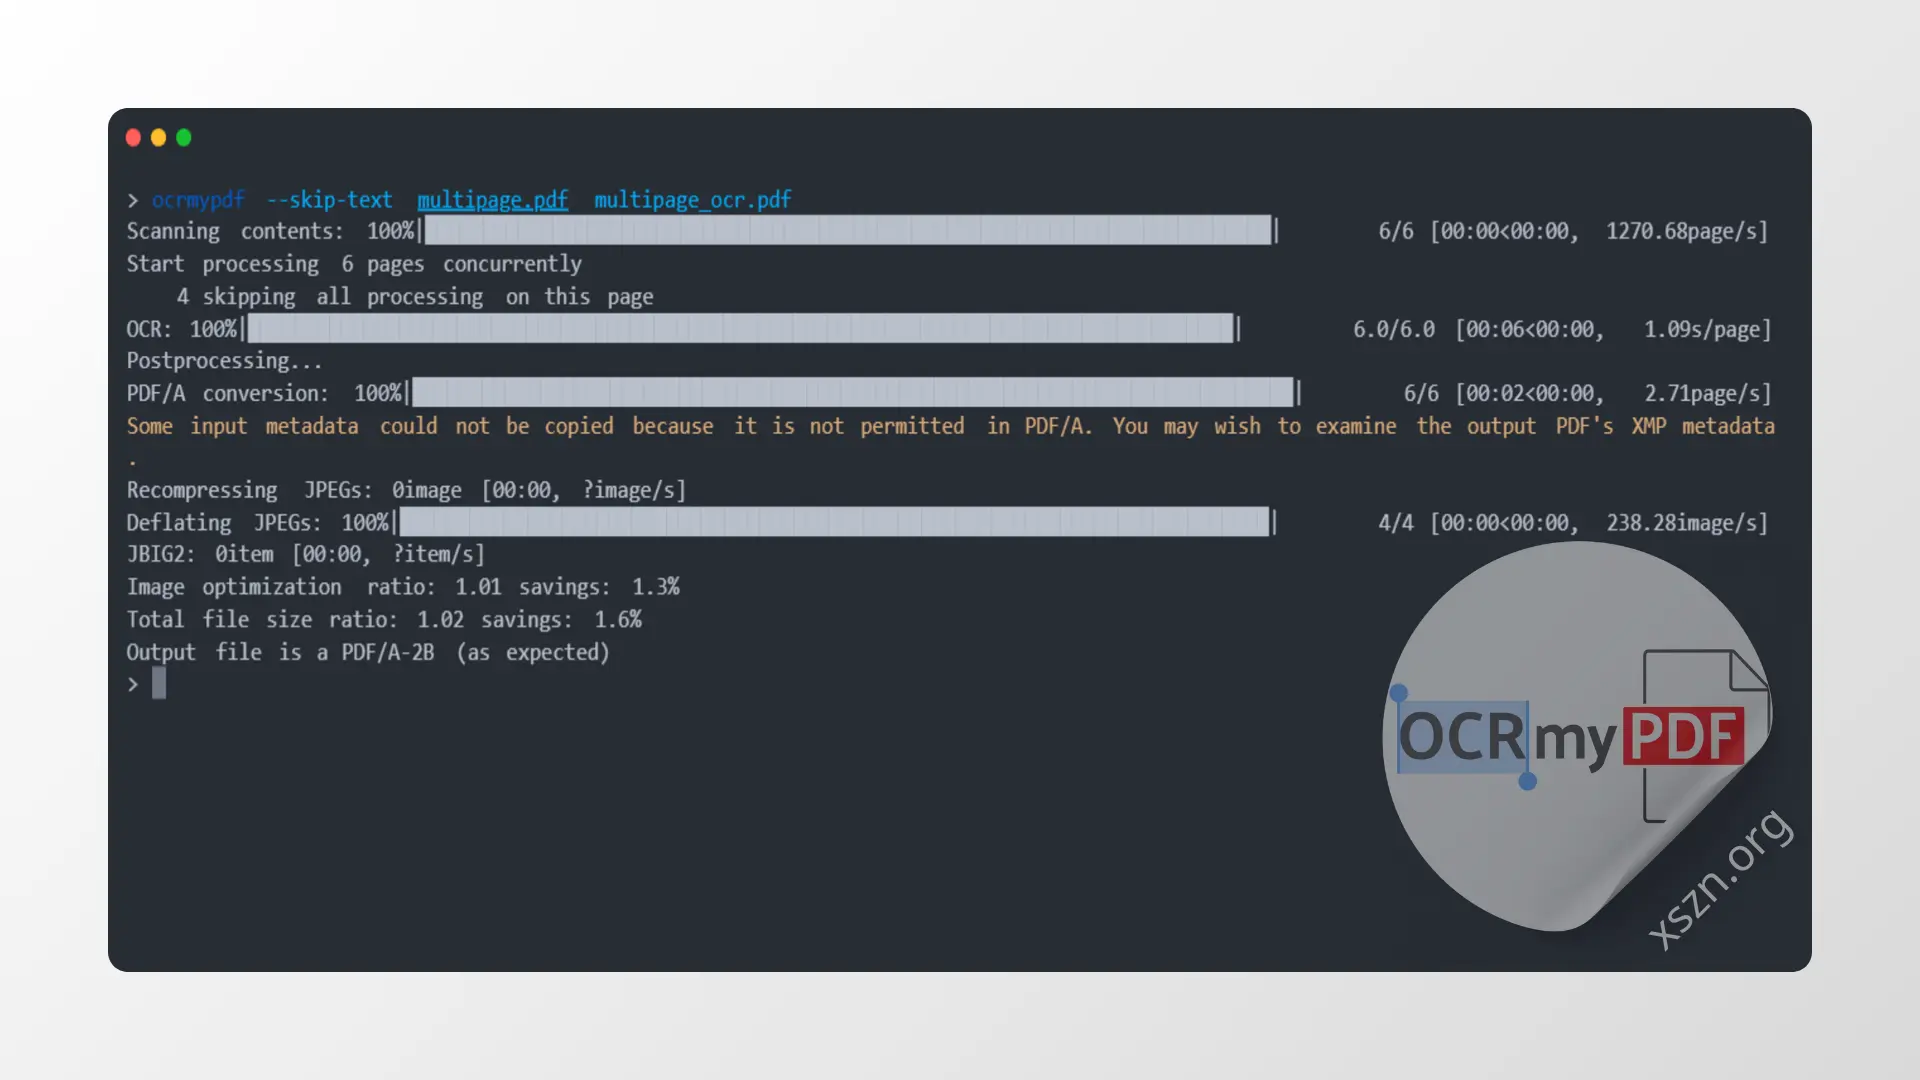 > ocrmypdf --skip-text multipage.pdf multipage_ocr.pdf
Scanning contents: 100%| | 6/6 [00:00<00:00, 1270.68page/s]
Start processing 6 pages concurrently
4 skipping all processing on this page
OCR: 100%| | 6.0/6.0 [00:06<00:00, 1.09s/page]
Postprocessing...
PDF/A conversion: 100%| | 6/6 [00:02<00:00, 2.71page/s]
Some input metadata could not be copied because it is not permitted in PDF/A. You may wish to examine the output PDF's XMP metadata
.
Recompressing JPEGs: 0image [00:00, ?image/s]
Deflating JPEGs: 100%| | 4/4 [00:00<00:00, 238.28image/s]
JBIG2: 0item [00:00, ?item/s]
Image optimization ratio: 1.01 savings: 1.3%
Total file size ratio: 1.02 savings: 1.6%
Output file is a PDF/A-2B (as expected)
>
OCRmyPDF
xszn.org